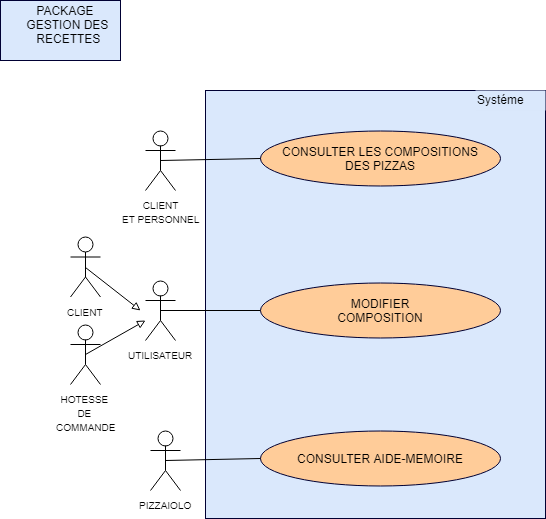 PACKAGE
GESTION DES
RECETTES
Systéme
CONSULTER LES COMPOSITIONS
DES PIZZAS
CLIENT
ET PERSONNEL
CLIENT
MODIFIER
COMPOSITION
UTILISATEUR
HOTESSE
DE
COMMANDE
CONSULTER AIDE-MEMOIRE
PIZZAIOLO